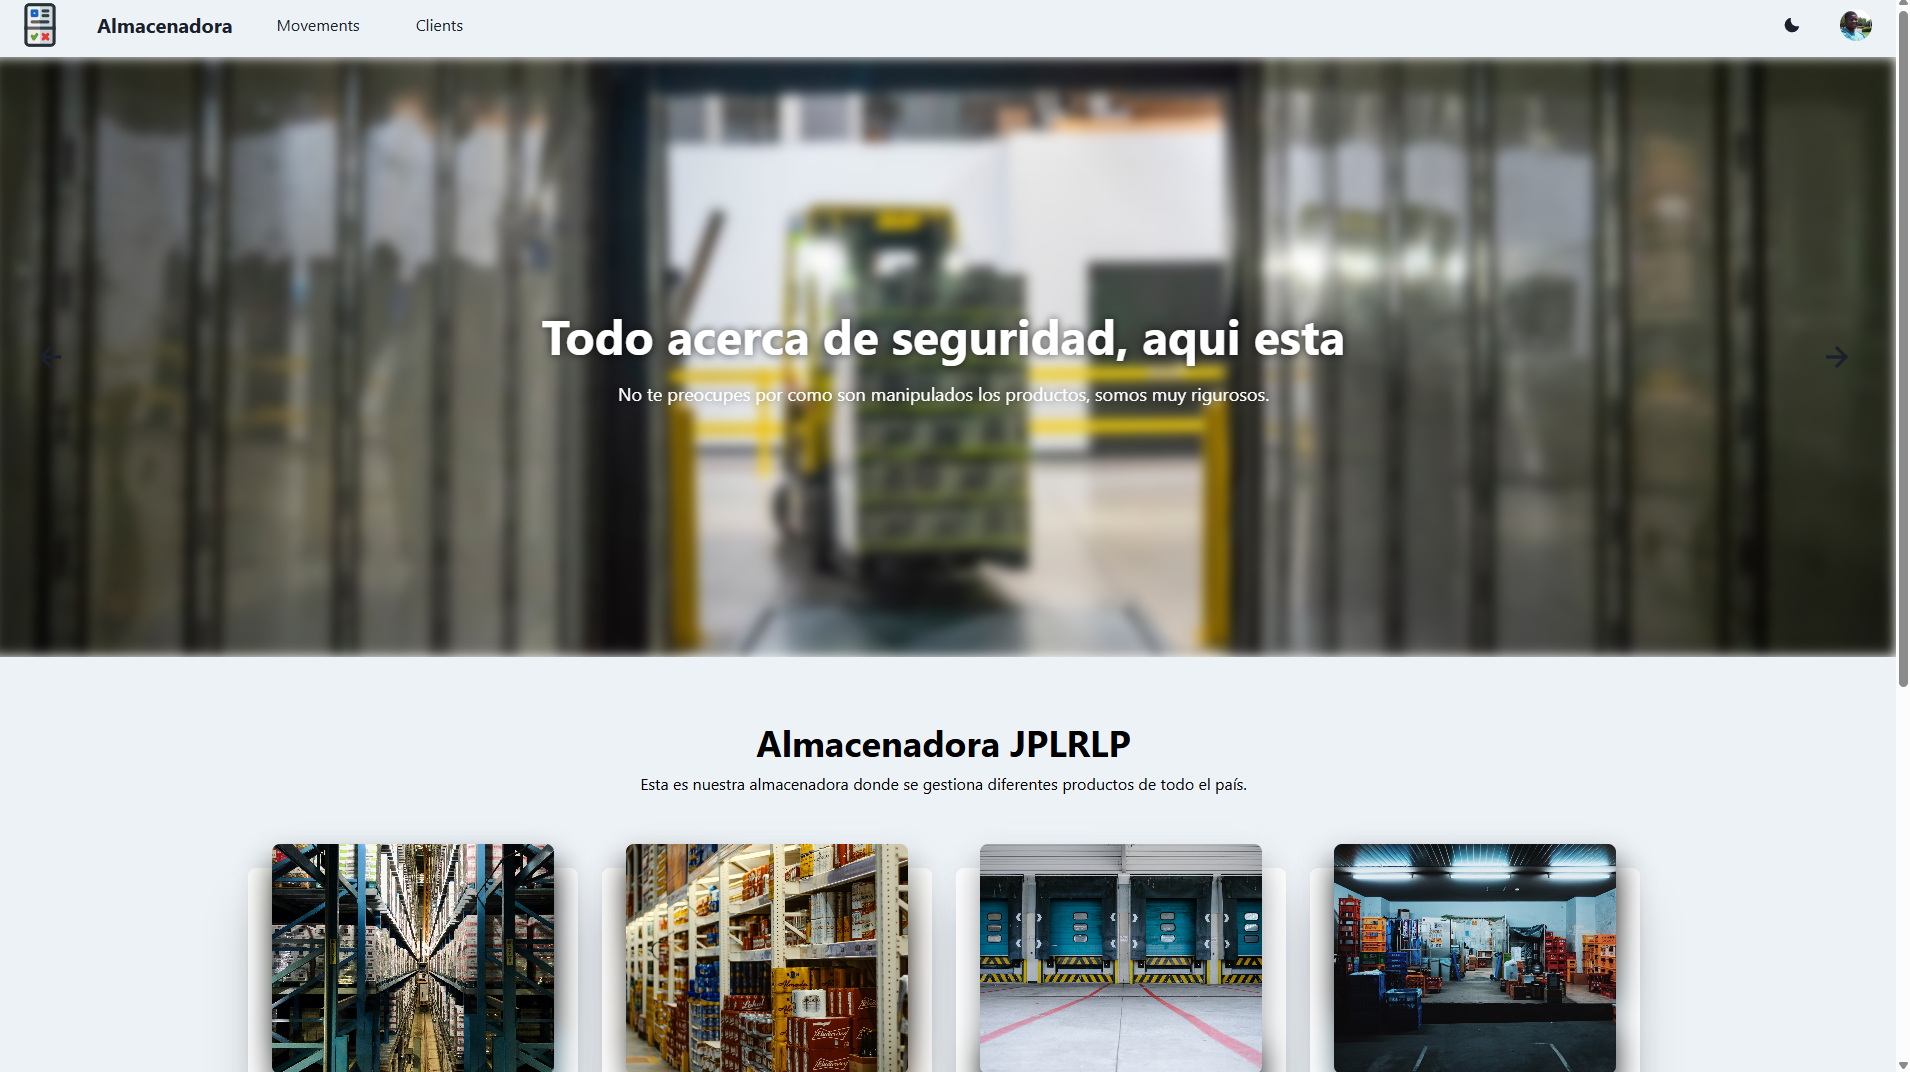 Almacenadora Movements Clients
Todo acerca de seguridad, aqui esta
No te preocupes por como son manipulados los productos, somos muy rigurosos.
Almacenadora JPLRLP
Esta es nuestra almacenadora donde se gestiona diferentes productos de todo el país.